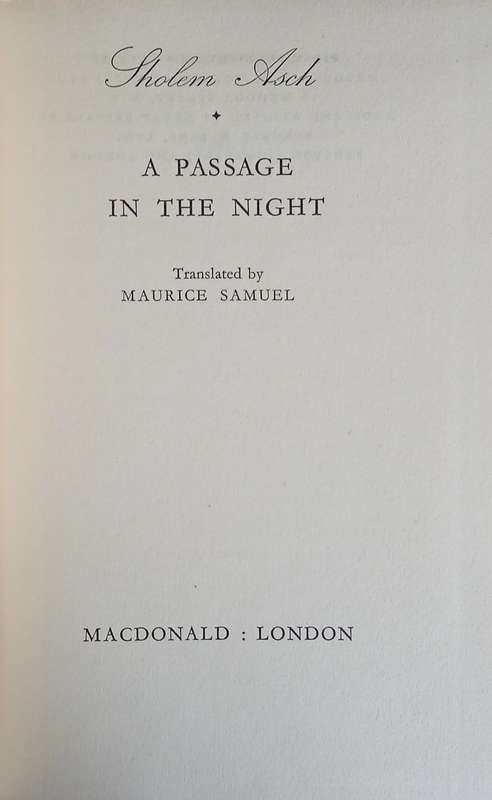 Sholem Asch
A PASSAGE
IN THE NIGHT
Translated by
MAURICE SAMUEL
MACDONALD : LONDON